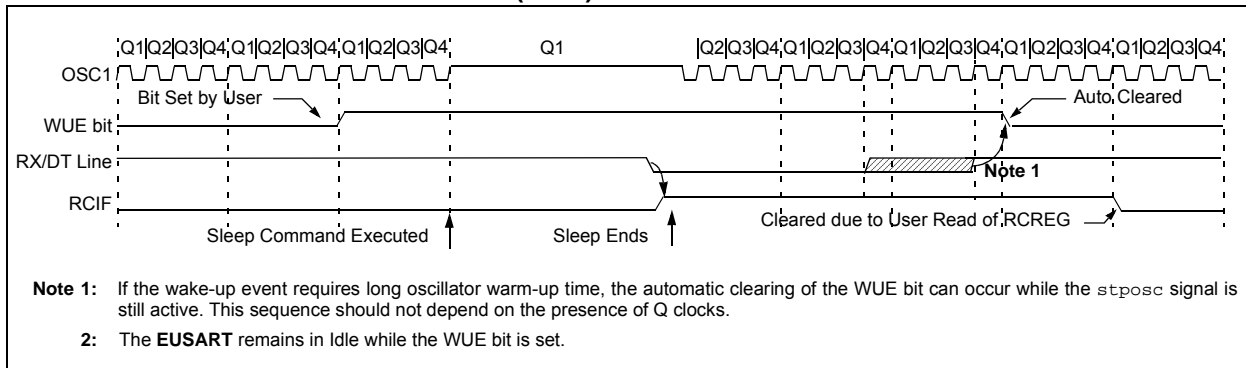 Q1|Q2|Q3|Q4 Q1|Q2|Q3|Q4 Q1|Q2|Q3|Q4 Q1 Q2|Q3|Q4 Q1|Q2|Q3 Q4 Q1|Q2|Q3 Q4 Q1|Q2|Q3|Q4 Q1|Q2|Q3|Q4
OSC1
Bit Set by User Auto Cleared
WUE bit
RX/DT Line
Note 1
RCIF
Cleared due to User Read of RCREG
Sleep Command Executed Sleep Ends
Note 1: If the wake-up event requires long oscillator warm-up time, the automatic clearing of the WUE bit can occur while the stposc signal is
still active. This sequence should not depend on the presence of Q clocks.
2: The EUSART remains in Idle while the WUE bit is set.